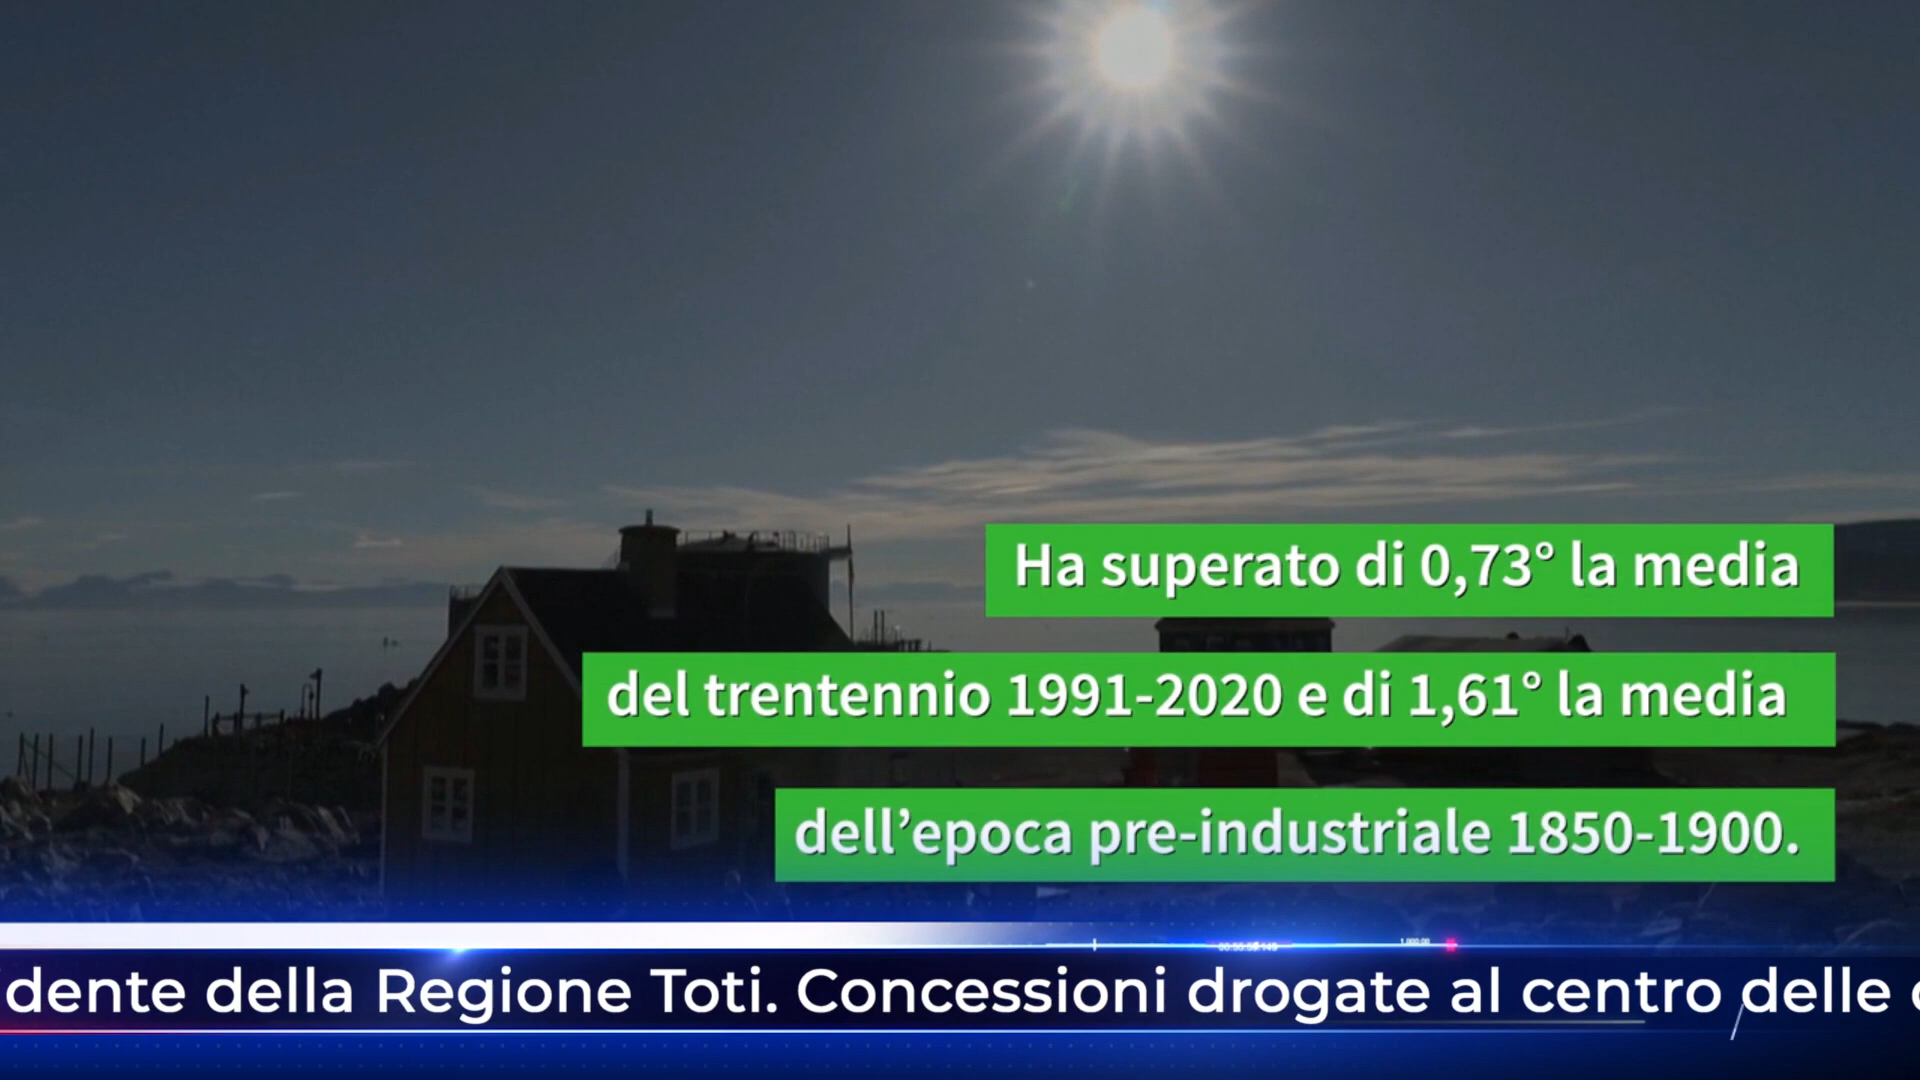 Ha superato di 0,73° la media
del trentennio 1991-2020 e di 1,61° la media
dell’epoca pre-industriale 1850-1900.
dente della Regione Toti. Concessioni drogate al centro delle